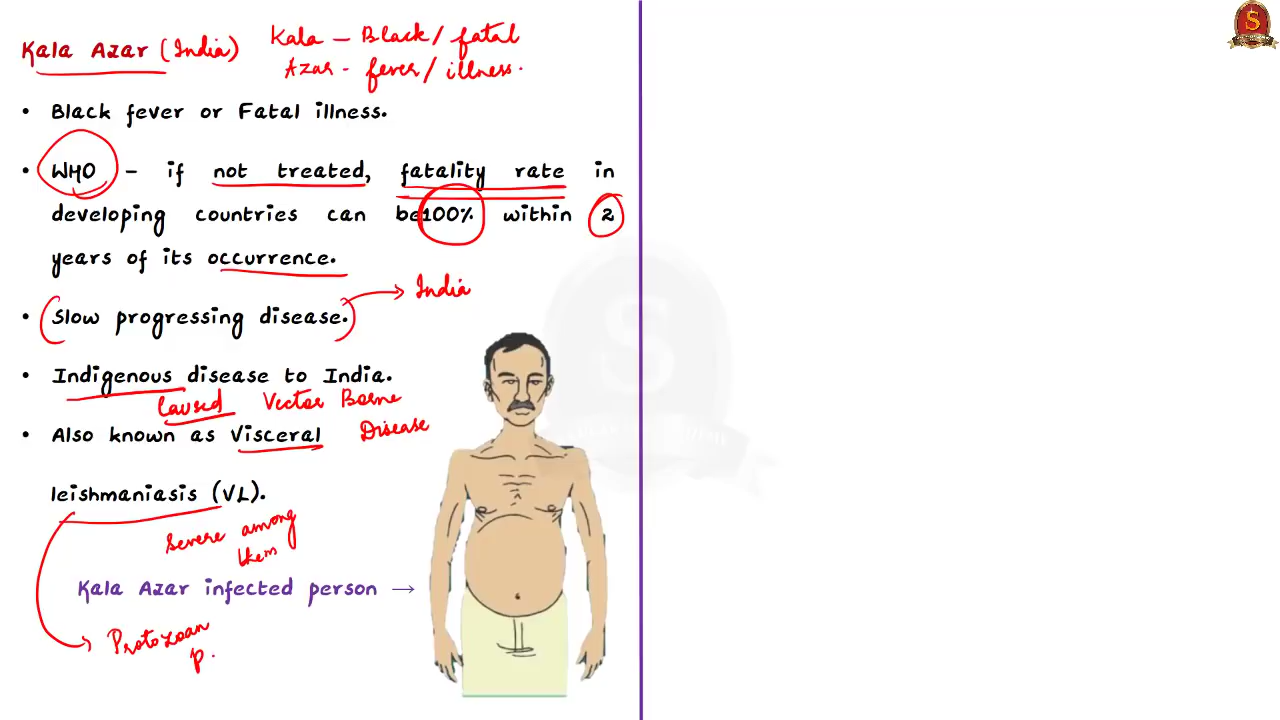 Kala Azar (India)
Kala - Black/ fatal
Azar - fever/ illness.
• Black fever or Fatal illness.
• WHO - if not treated, fatality rate in
developing countries can be 100% within 2
years of its occurrence.
• (Slow progressing disease.) → India
• Indigenous disease to India.
Caused Vector Borne
Disease
• Also known as Visceral
leishmaniasis (VL).
Severe among
them
Kala Azar infected person →
Protozoan
p.